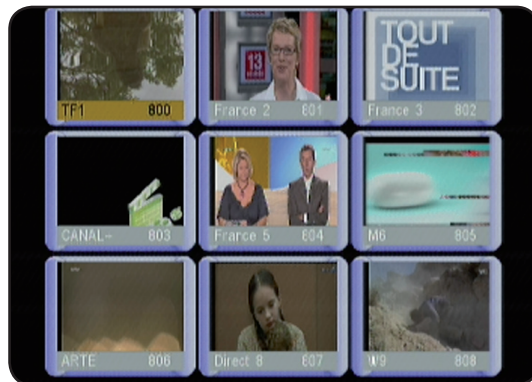 TF1 800
France 2 801
13
France 3 802
TOUT
DE
SUITE
CANAL- 803
France 5 804
M6 805
ARTE 806
Direct 8 807
W9 808